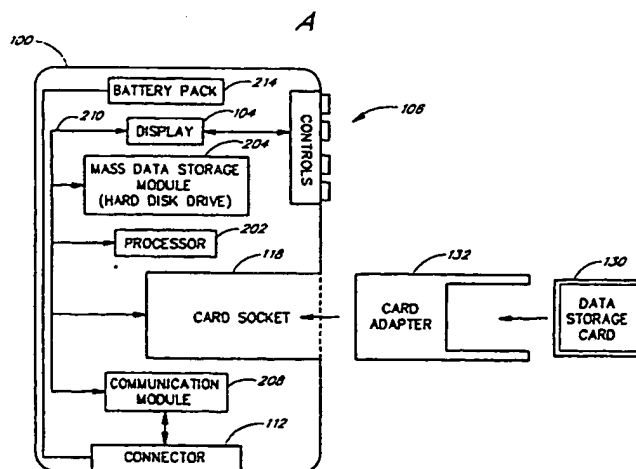 A
100
BATTERY PACK
214
210
DISPLAY
104
106
CONTROLS
204
MASS DATA STORAGE
MODULE
(HARD DISK DRIVE)
PROCESSOR
202
118
132
130
CARD SOCKET
CARD
ADAPTER
DATA
STORAGE
CARD
COMMUNICATION
MODULE
208
112
CONNECTOR